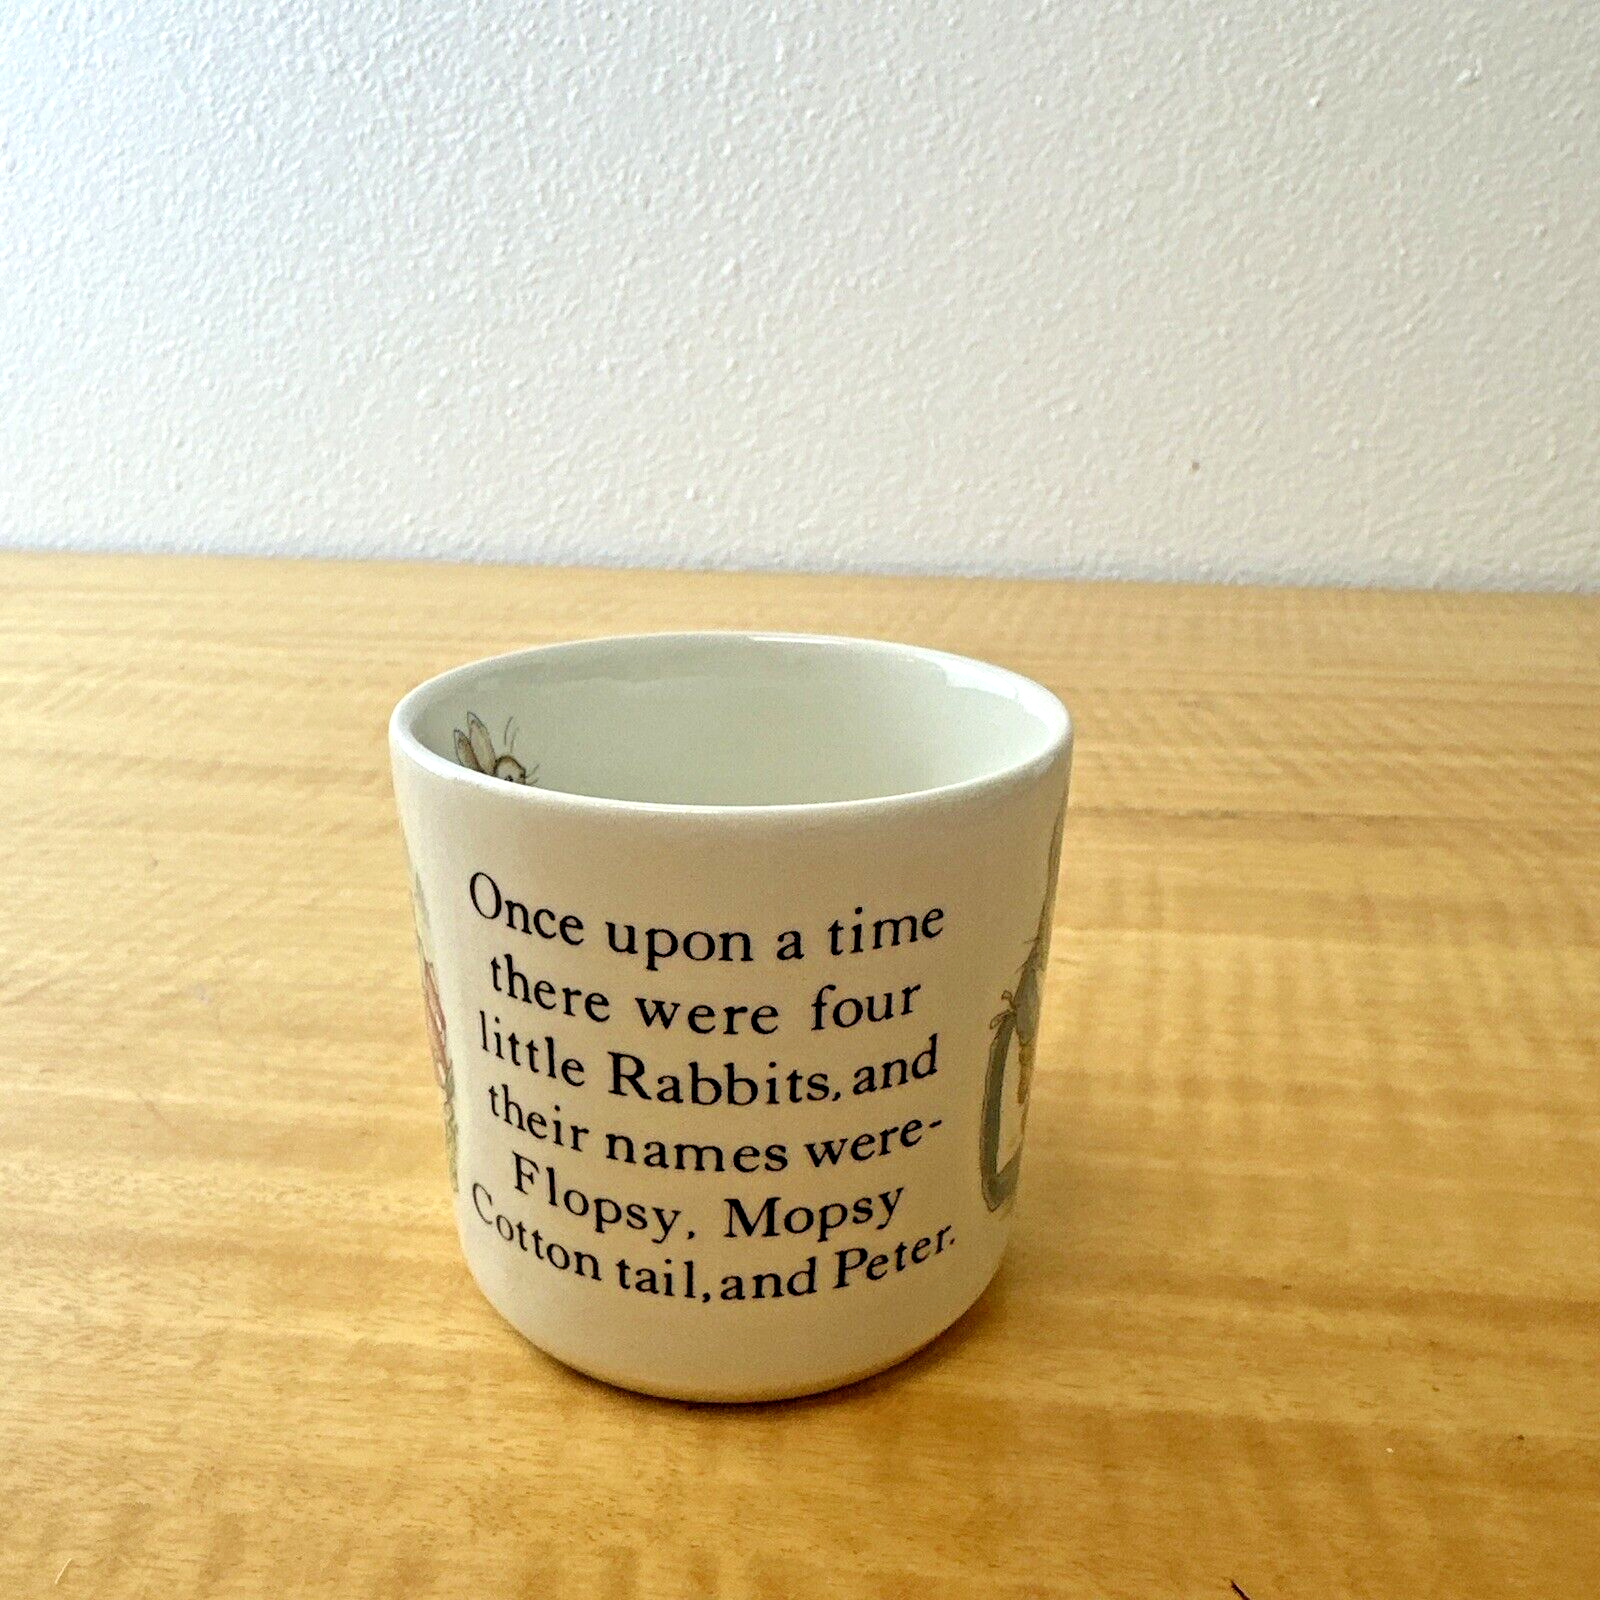 Once upon a time
there were four
little Rabbits, and
their names were-
Flopsy, Mopsy
Cotton tail, and Peter.